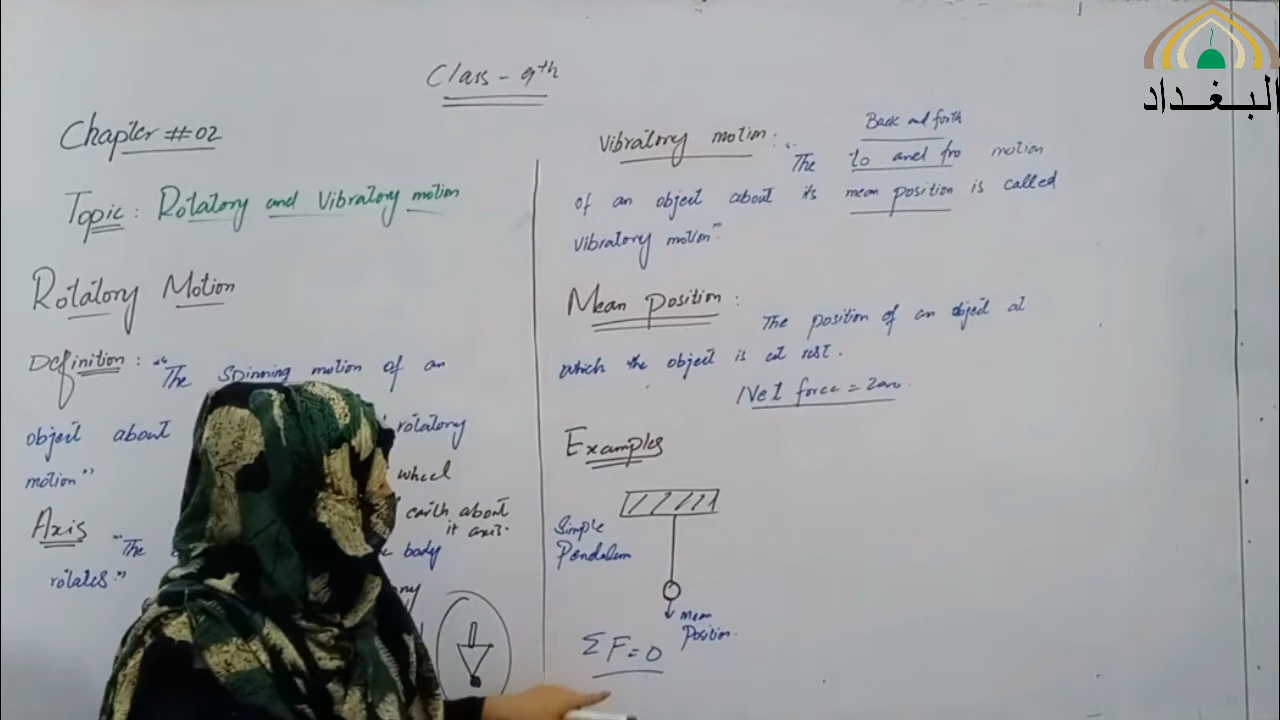 البغداد
Class - 9th
Chapter # 02
Topic: Rotatory and Vibratory motion
Rotatory Motion
Definition: "The spinning motion of an
object about rotatory
motion"
wheel
earth about
it axis.
Axis
"The body
rotates."
Vibratory motion: "The to and fro motion
Back and forth
of an object about its mean position is called
vibratory motion".
Mean position:
The position of an object at
which the object is at rest.
Net force = Zero.
Examples
Simple
Pendulum
Mean
Position.
Σ F = 0